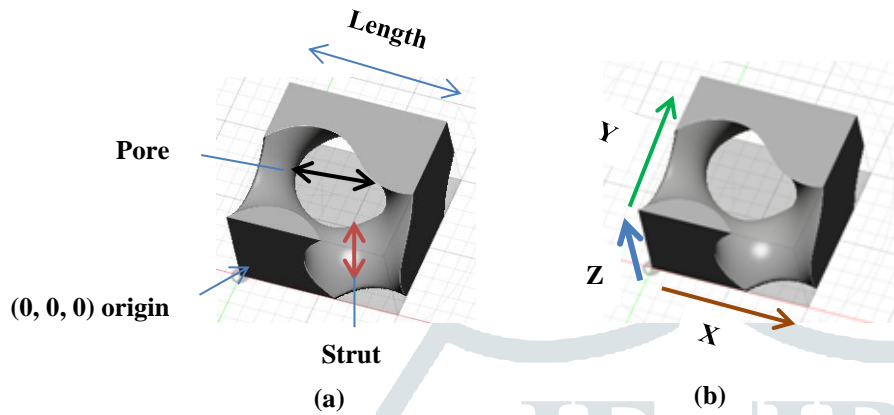 Length
Pore
(0, 0, 0) origin
Strut
(a)
Y
Z
X
(b)